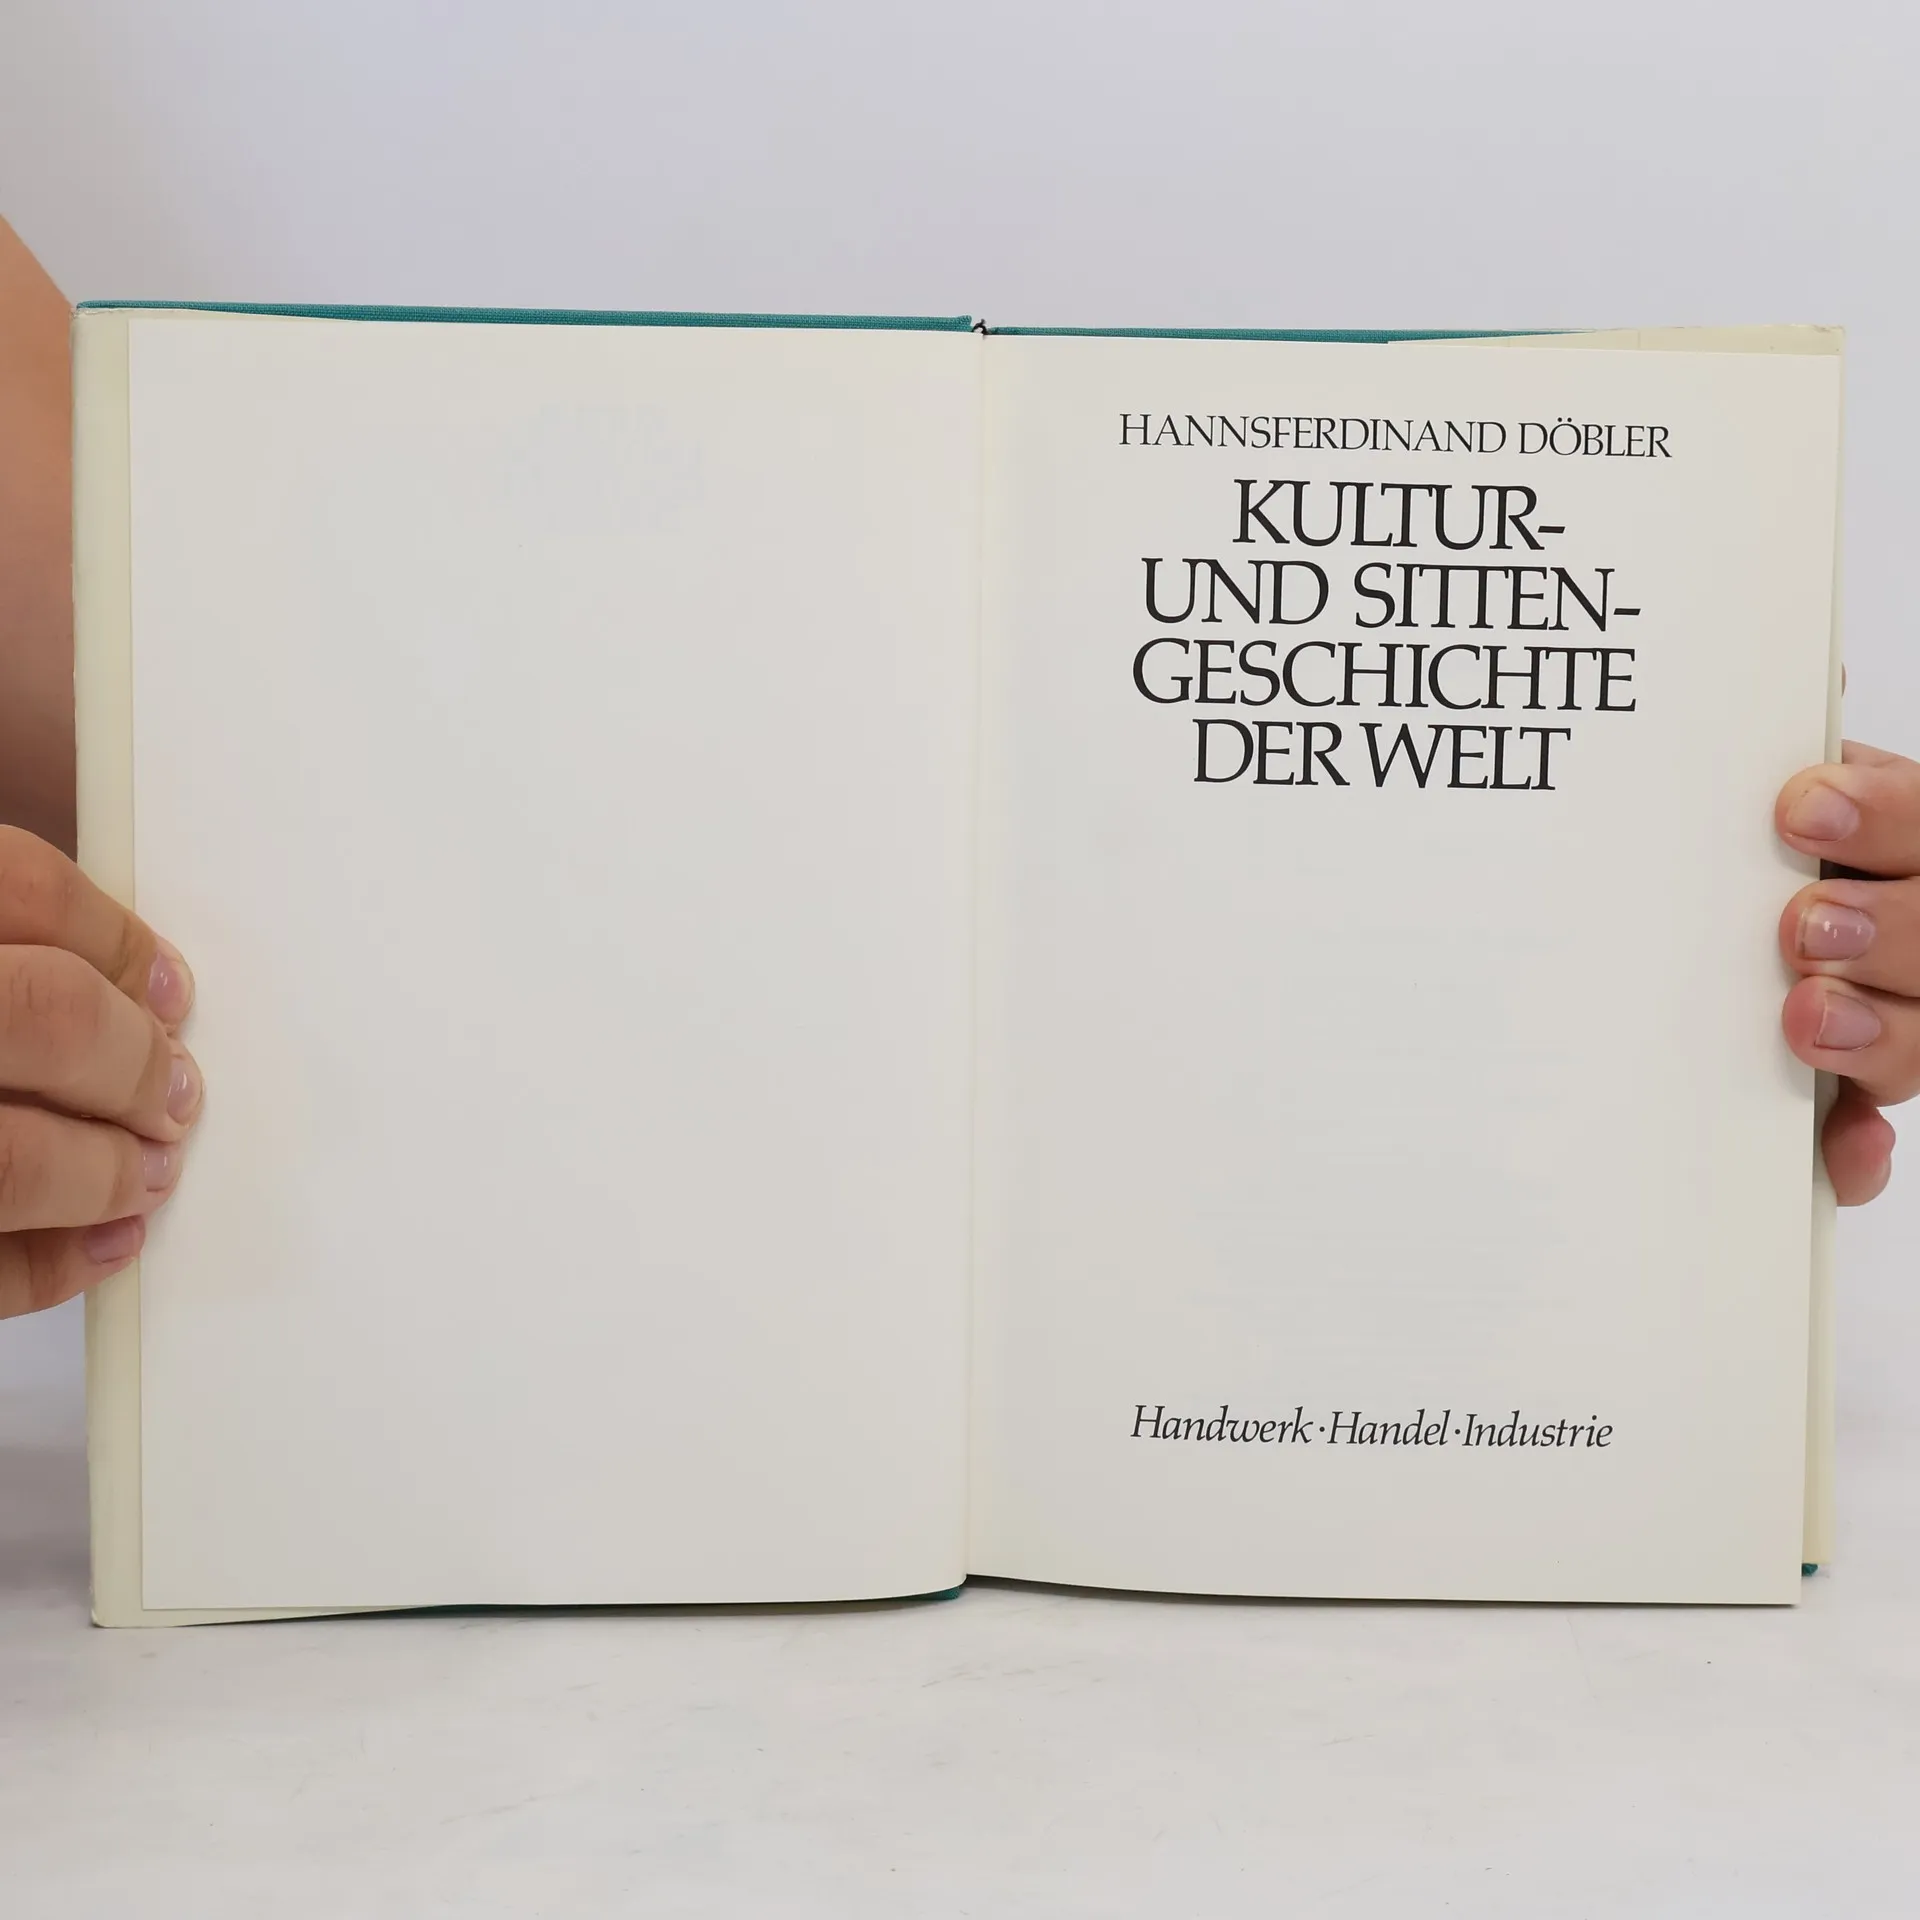 HANNSFERDINAND DÖBLER
KULTUR-
UND SITTEN-
GESCHICHTE
DER WELT
Handwerk·Handel·Industrie